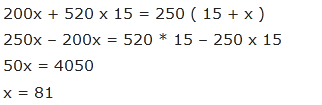 200x + 520 x 15 = 250 ( 15 + x )
250x – 200x = 520 * 15 – 250 x 15
50x = 4050
x = 81